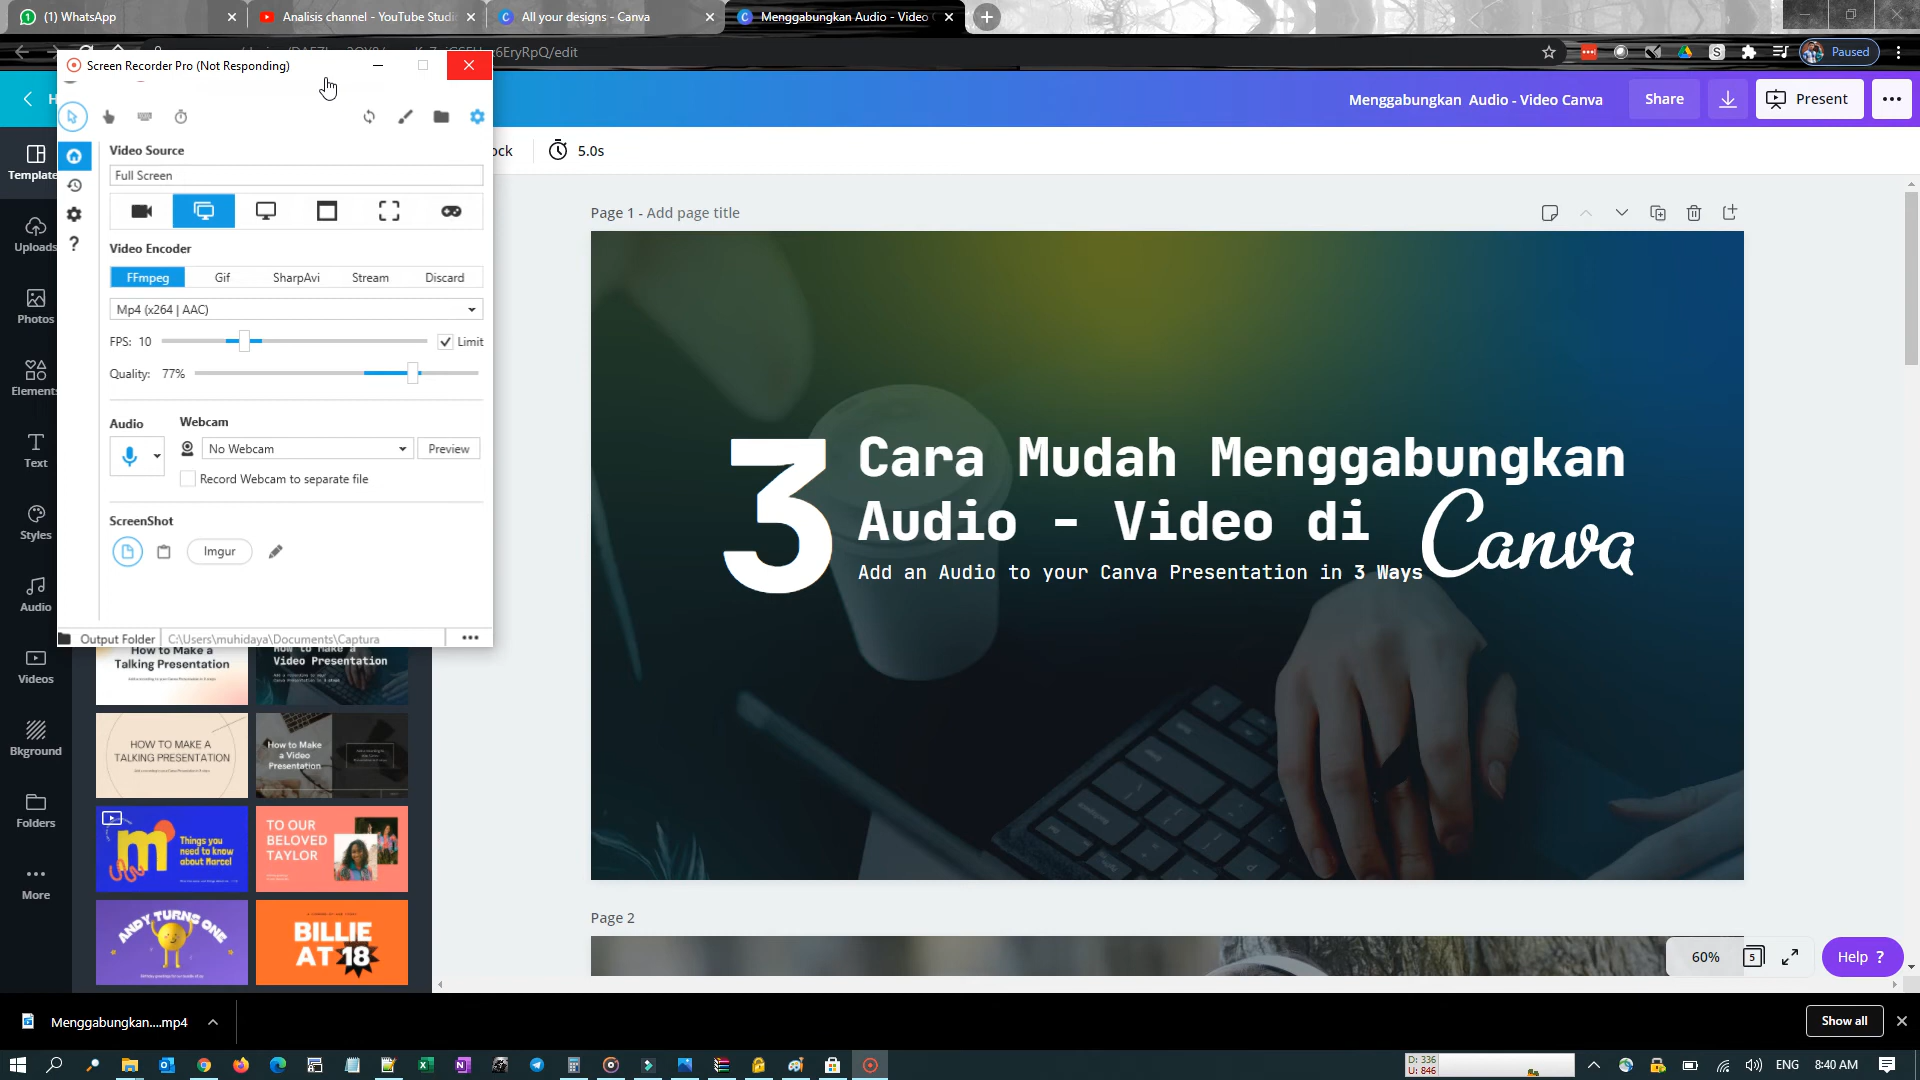 (1) WhatsApp
Analisis channel - YouTube Studio
All your designs - Canva
Menggabungkan Audio - Video
6EryRpQ/edit
Paused
Screen Recorder Pro (Not Responding)
Menggabungkan Audio - Video Canva
Share
Present
Video Source
Full Screen
5.0s
Template
Uploads
Photos
Elements
Text
Styles
Audio
Videos
Bkground
Folders
More
Video Encoder
FFmpeg
Gif
SharpAvi
Stream
Discard
Mp4 (x264 | AAC)
FPS: 10
Limit
Quality: 77%
Audio
Webcam
No Webcam
Preview
Record Webcam to separate file
ScreenShot
Imgur
Output Folder
C:\Users\muhidaya\Documents\Captura
How to Make a
Talking Presentation
How to Make a
Video Presentation
HOW TO MAKE A
TALKING PRESENTATION
How to Make
a Video
Presentation
m
Things you
need to know
about Marcel
TO OUR
BELOVED
TAYLOR
ANDY TURNS ONE
BILLIE
AT 18
Page 1 - Add page title
3
Cara Mudah Menggabungkan
Audio - Video di Canva
Add an Audio to your Canva Presentation in 3 Ways
Page 2
60%
5
Help ?
Menggabungkan....mp4
Show all
D: 336
U: 846
ENG
8:40 AM